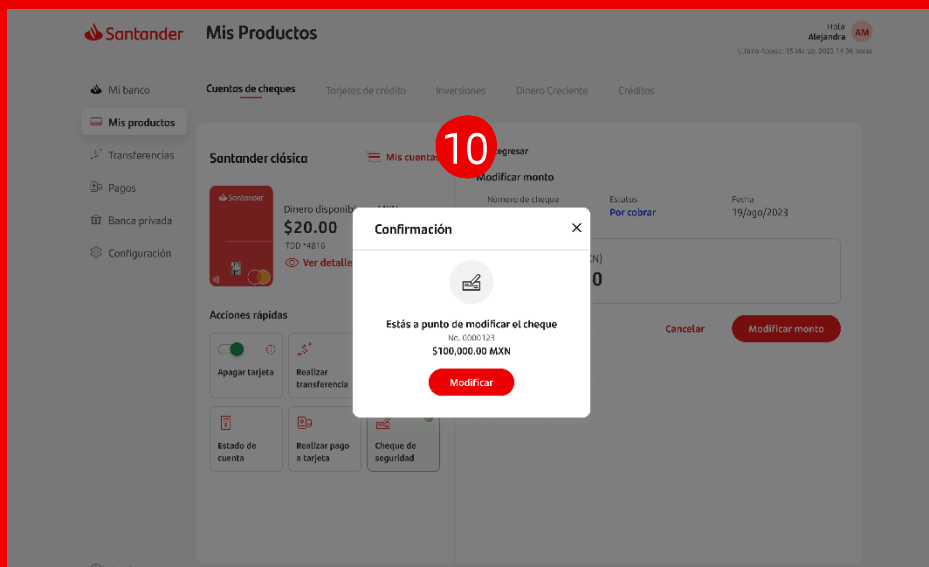 Santander
Mis Productos
Hola
Alejandra
AM
Último Acceso: 15 Marzo, 2023 14:36 horas
Mi banco
Mis productos
Transferencias
Pagos
Banca privada
Configuración
Cuentas de cheques
Tarjetas de crédito
Inversiones
Dinero Creciente
Créditos
Santander clásica
Mis cuentas
10
Modificar monto
Número de cheque
Estatus
Por cobrar
Fecha
19/ago/2023
Santander
Dinero
$20.00
TDD *4816
Ver detalle
Confirmación
Estás a punto de modificar el cheque
No. 0000123
$100,000.00 MXN
Modificar
0
Cancelar
Modificar monto
Acciones rápidas
Apagar tarjeta
Realizar
transferencia
Estado de
cuenta
Realizar pago
a tarjeta
Cheque de
seguridad